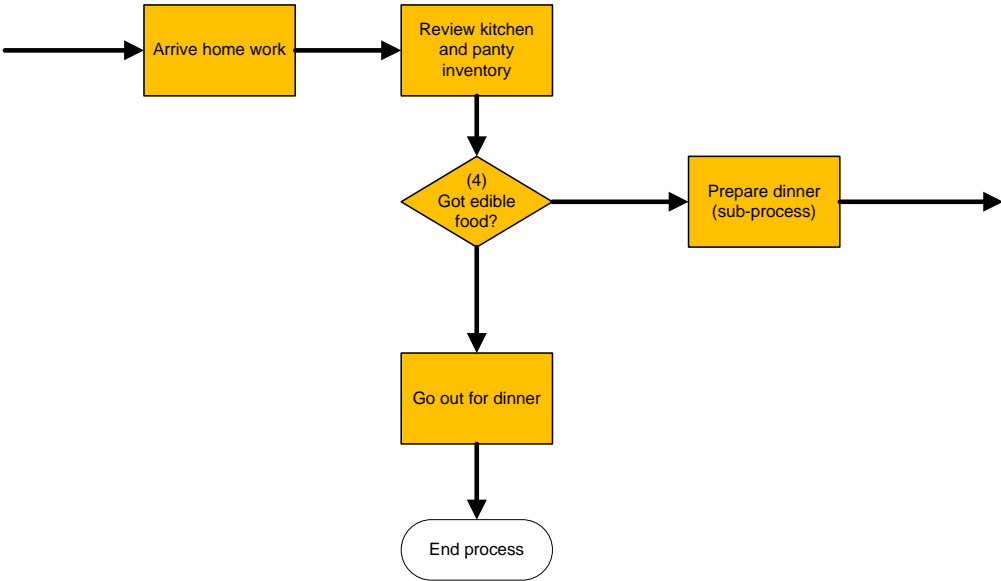 Arrive home work
Review kitchen
and panty
inventory
(4)
Got edible
food?
Prepare dinner
(sub-process)
Go out for dinner
End process